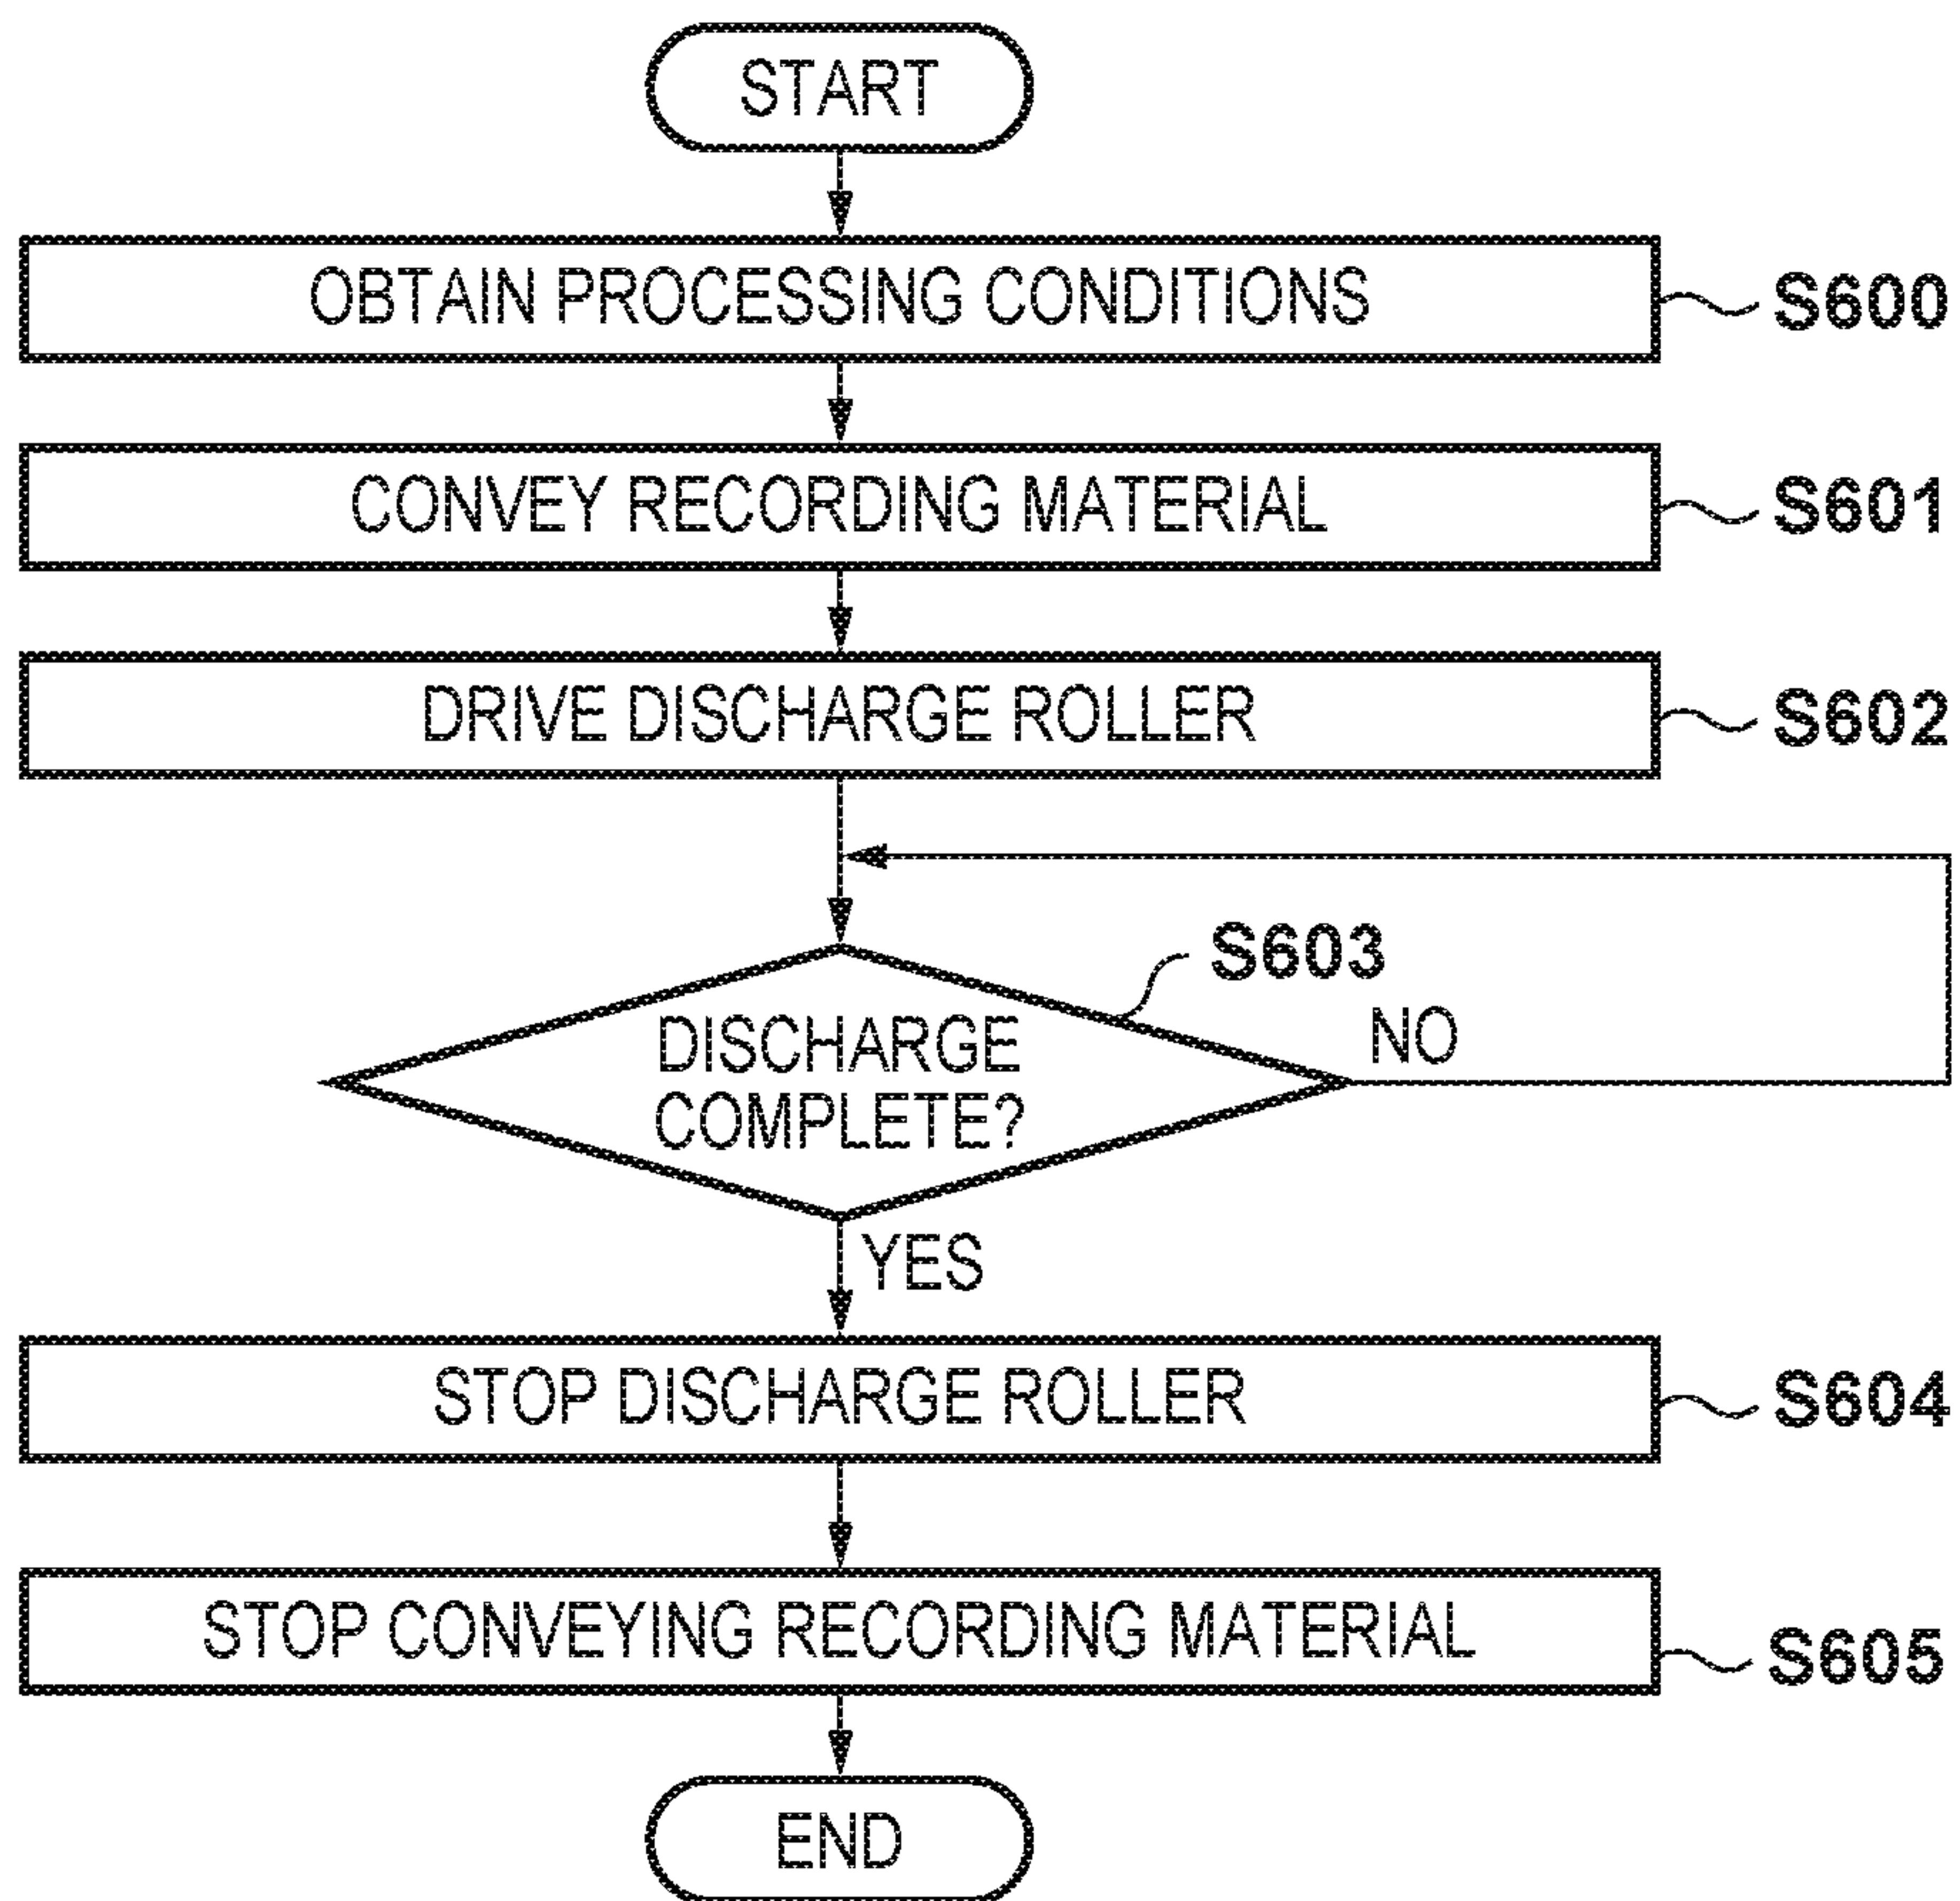 START
OBTAIN PROCESSING CONDITIONS
S600
CONVEY RECORDING MATERIAL
S601
DRIVE DISCHARGE ROLLER
S602
S603
DISCHARGE
COMPLETE?
NO
YES
STOP DISCHARGE ROLLER
S604
STOP CONVEYING RECORDING MATERIAL
S605
END